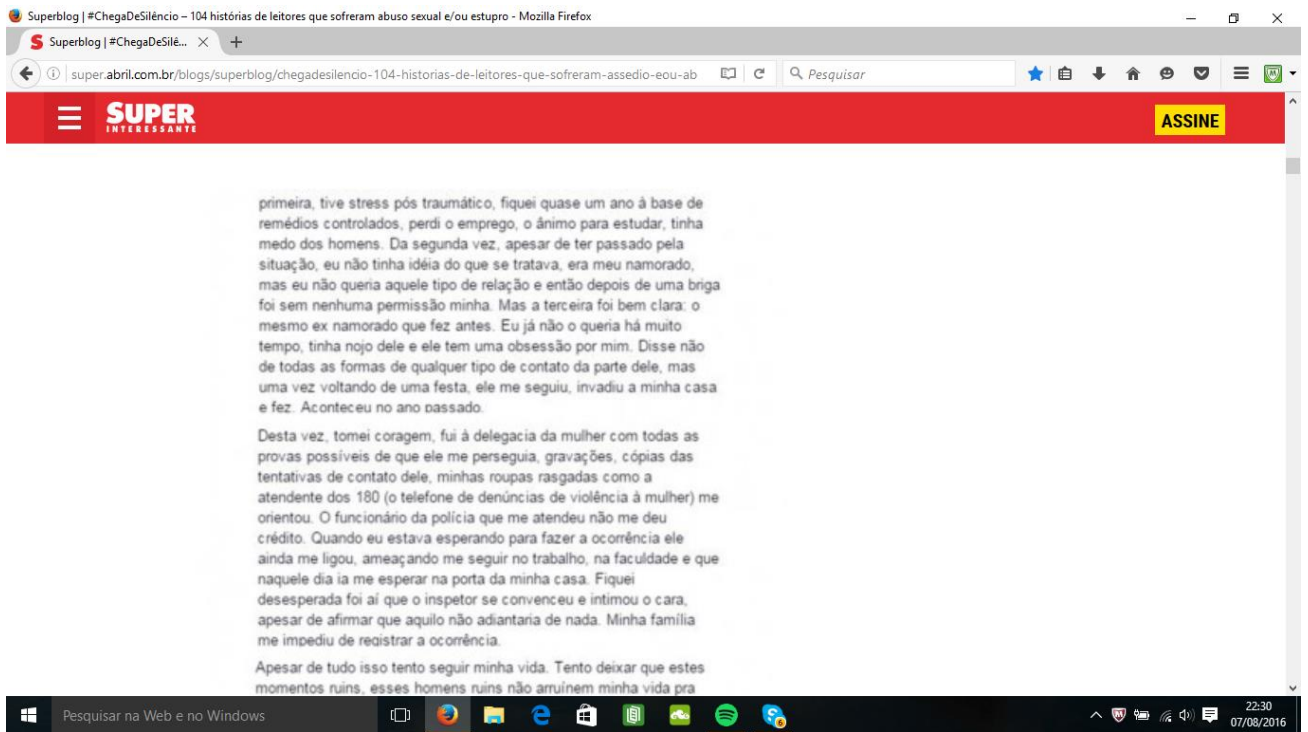 Superblog | #ChegaDeSilêncio – 104 histórias de leitores que sofreram abuso sexual e/ou estupro - Mozilla Firefox
Superblog | #ChegaDeSilê...
super.abril.com.br/blogs/superblog/chegadesilencio-104-historias-de-leitores-que-sofreram-assedio-eou-ab
Pesquisar
SUPER
INTERESSANTE
ASSINE
primeira, tive stress pós traumático, fiquei quase um ano à base de
remédios controlados, perdi o emprego, o ânimo para estudar, tinha
medo dos homens. Da segunda vez, apesar de ter passado pela
situação, eu não tinha idéia do que se tratava, era meu namorado,
mas eu não queria aquele tipo de relação e então depois de uma briga
foi sem nenhuma permissão minha. Mas a terceira foi bem clara: o
mesmo ex namorado que fez antes. Eu já não o queria há muito
tempo, tinha nojo dele e ele tem uma obsessão por mim. Disse não
de todas as formas de qualquer tipo de contato da parte dele, mas
uma vez voltando de uma festa, ele me seguiu, invadiu a minha casa
e fez. Aconteceu no ano passado.
Desta vez, tomei coragem, fui à delegacia da mulher com todas as
provas possíveis de que ele me perseguia, gravações, cópias das
tentativas de contato dele, minhas roupas rasgadas como a
atendente dos 180 (o telefone de denúncias de violência à mulher) me
orientou. O funcionário da polícia que me atendeu não me deu
crédito. Quando eu estava esperando para fazer a ocorrência ele
ainda me ligou, ameaçando me seguir no trabalho, na faculdade e que
naquele dia ia me esperar na porta da minha casa. Fiquei
desesperada foi aí que o inspetor se convenceu e intimou o cara,
apesar de afirmar que aquilo não adiantaria de nada. Minha família
me impediu de registrar a ocorrência.
Apesar de tudo isso tento seguir minha vida. Tento deixar que estes
momentos ruins, esses homens ruins não arruínem minha vida pra
Pesquisar na Web e no Windows
22:30
07/08/2016